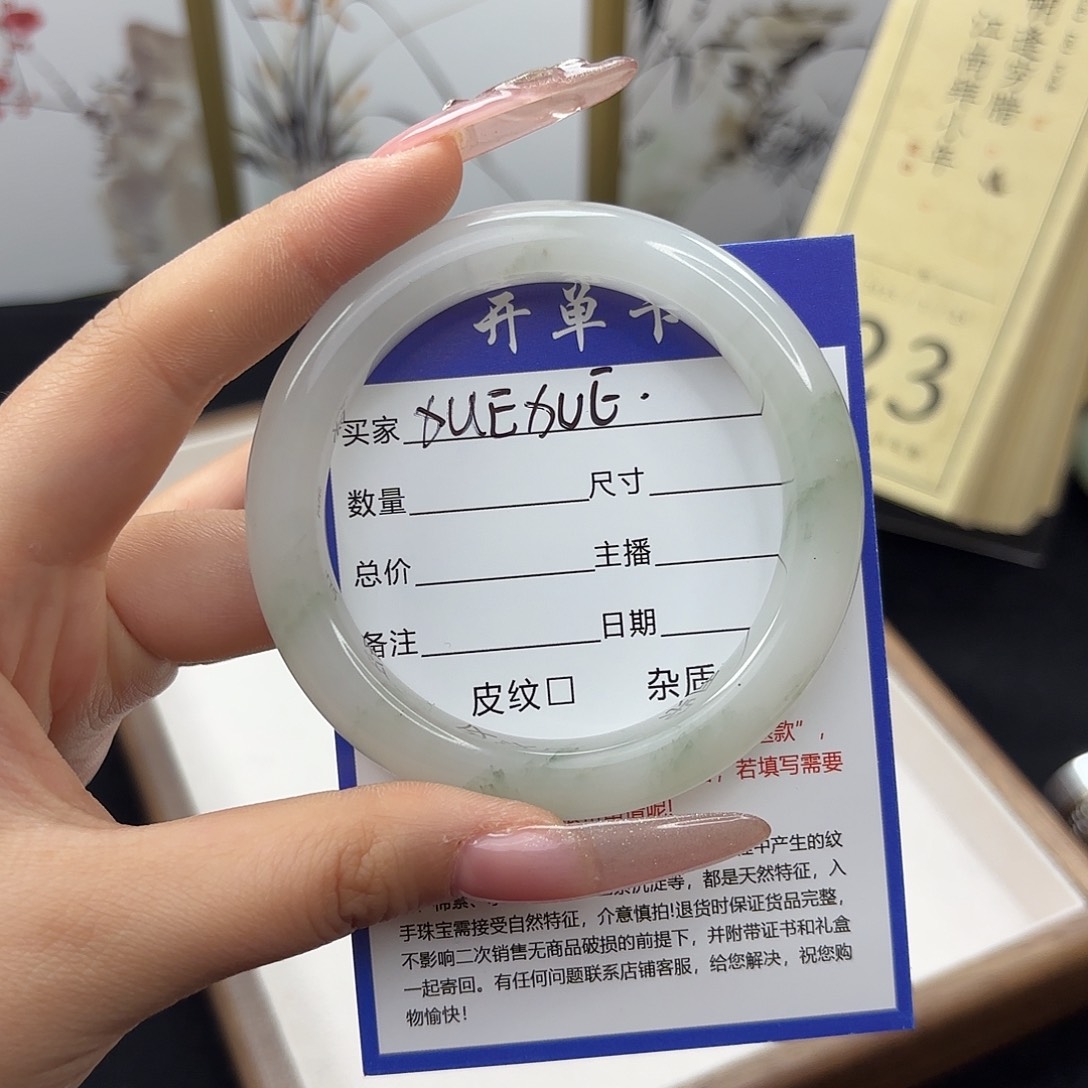 开单卡
买家 XUEXUE.
数量 尺寸
总价 主播
备注 日期
皮纹□ 杂质
款”，
若填写需要
产生的纹
都是天然特征，入
手珠宝需接受自然特征，介意慎拍!退货时保证货品完整，
不影响二次销售无商品破损的前提下，并附带证书和礼盒
一起寄回。有任何问题联系店铺客服，给您解决，祝您购
物愉快!
23